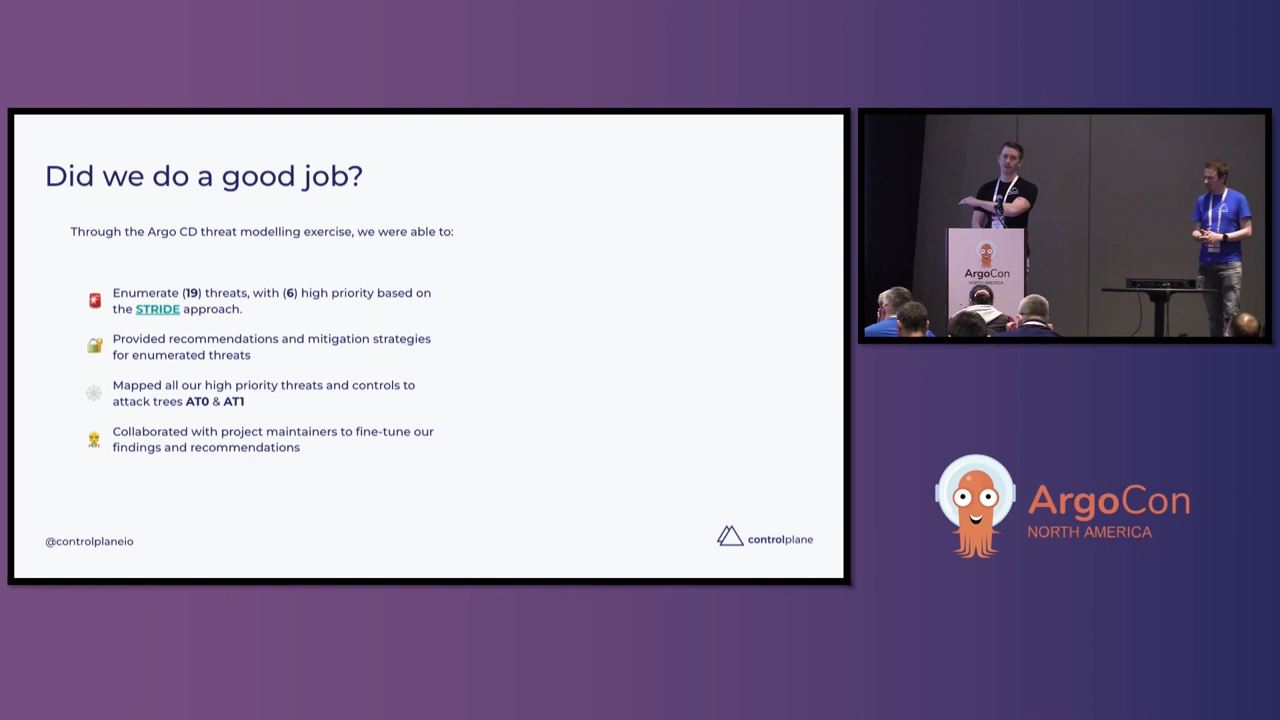 Did we do a good job?
Through the Argo CD threat modelling exercise, we were able to:
Enumerate (19) threats, with (6) high priority based on
the STRIDE approach.
Provided recommendations and mitigation strategies
for enumerated threats
Mapped all our high priority threats and controls to
attack trees AT0 & AT1
Collaborated with project maintainers to fine-tune our
findings and recommendations
@controlplaneio
controlplane
ArgoCon
NORTH AMERICA
ArgoCon
NORTH AMERICA